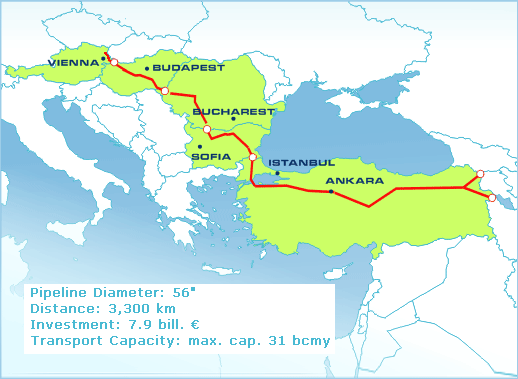 VIENNA
BUDAPEST
BUCHAREST
SOFIA
ISTANBUL
ANKARA
Pipeline Diameter: 56"
Distance: 3,300 km
Investment: 7.9 bill. €
Transport Capacity: max. cap. 31 bcmy